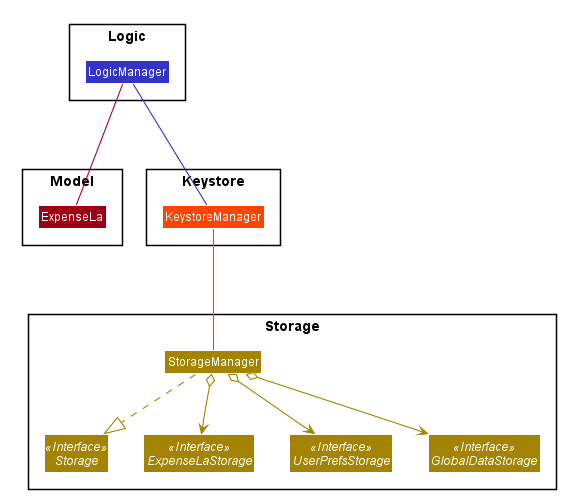 Logic
LogicManager
Model
Keystore
ExpenseLa
KeystoreManager
Storage
StorageManager
«Interface»
Storage
«Interface»
ExpenseLaStorage
«Interface»
UserPrefsStorage
«Interface»
GlobalDataStorage